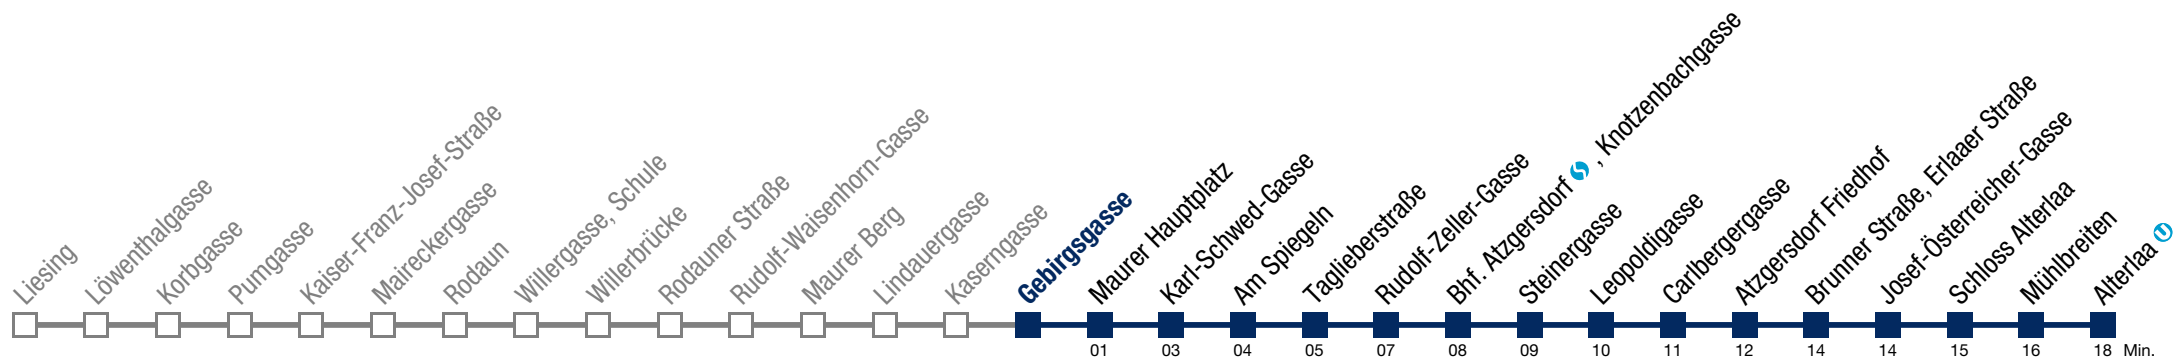 Liesing
Löwenthalgasse
Korbgasse
Pumgasse
Kaiser-Franz-Josef-Straße
Maireckergasse
Rodaun
Willergasse, Schule
Willerbrücke
Rodauner Straße
Rudolf-Waisenhorn-Gasse
Maurer Berg
Lindauergasse
Kaserngasse
Gebirgsgasse
Maurer Hauptplatz
Karl-Schwed-Gasse
Am Spiegeln
Taglieberstraße
Rudolf-Zeller-Gasse
Bhf. Atzgersdorf , Knotzenbachgasse
Steinergasse
Leopoldigasse
Carlbergergasse
Atzgersdorf Friedhof
Brunner Straße, Erlaaer Straße
Josef-Österreicher-Gasse
Schloss Alterlaa
Mühlbreiten
Alterlaa U
01 03 04 05 07 08 09 10 11 12 14 14 15 16 18 Min.